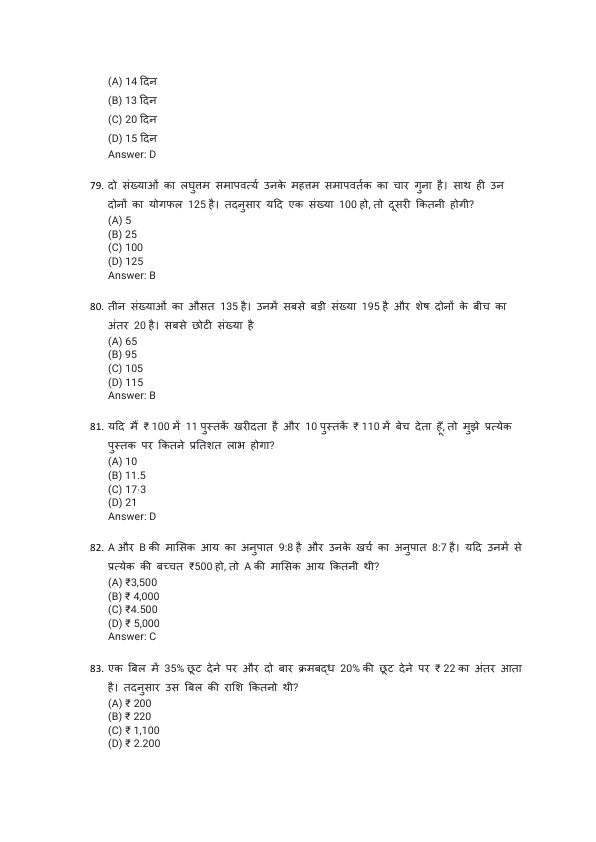 (A) 14 दिन
(B) 13 दिन
(C) 20 दिन
(D) 15 दिन
Answer: D
79. दो संख्याओं का लघुत्तम समापवर्त्य उनके महत्तम समापवर्तक का चार गुना है। साथ ही उन
दोनों का योगफल 125 है। तदनुसार यदि एक संख्या 100 हो, तो दूसरी कितनी होगी?
(A) 5
(B) 25
(C) 100
(D) 125
Answer: B
80. तीन संख्याओं का औसत 135 है। उनमें सबसे बड़ी संख्या 195 है और शेष दोनों के बीच का
अंतर 20 है। सबसे छोटी संख्या है
(A) 65
(B) 95
(C) 105
(D) 115
Answer: B
81. यदि मैं ₹ 100 में 11 पुस्तकें खरीदता है और 10 पुस्तकें ₹ 110 में बेच देता हूँ, तो मुझे प्रत्येक
पुस्तक पर कितने प्रतिशत लाभ होगा?
(A) 10
(B) 11.5
(C) 17·3
(D) 21
Answer: D
82. A और B की मासिक आय का अनुपात 9:8 है और उनके खर्च का अनुपात 8:7 है। यदि उनमें से
प्रत्येक की बच्चत ₹500 हो, तो A की मासिक आय कितनी थी?
(A) ₹3,500
(B) ₹ 4,000
(C) ₹4.500
(D) ₹ 5,000
Answer: C
83. एक बिल में 35% छूट देने पर और दो बार क्रमबद्ध 20% की छूट देने पर ₹ 22 का अंतर आता
है। तदनुसार उस बिल की राशि कितनो थी?
(A) ₹ 200
(B) ₹ 220
(C) ₹ 1,100
(D) ₹ 2.200